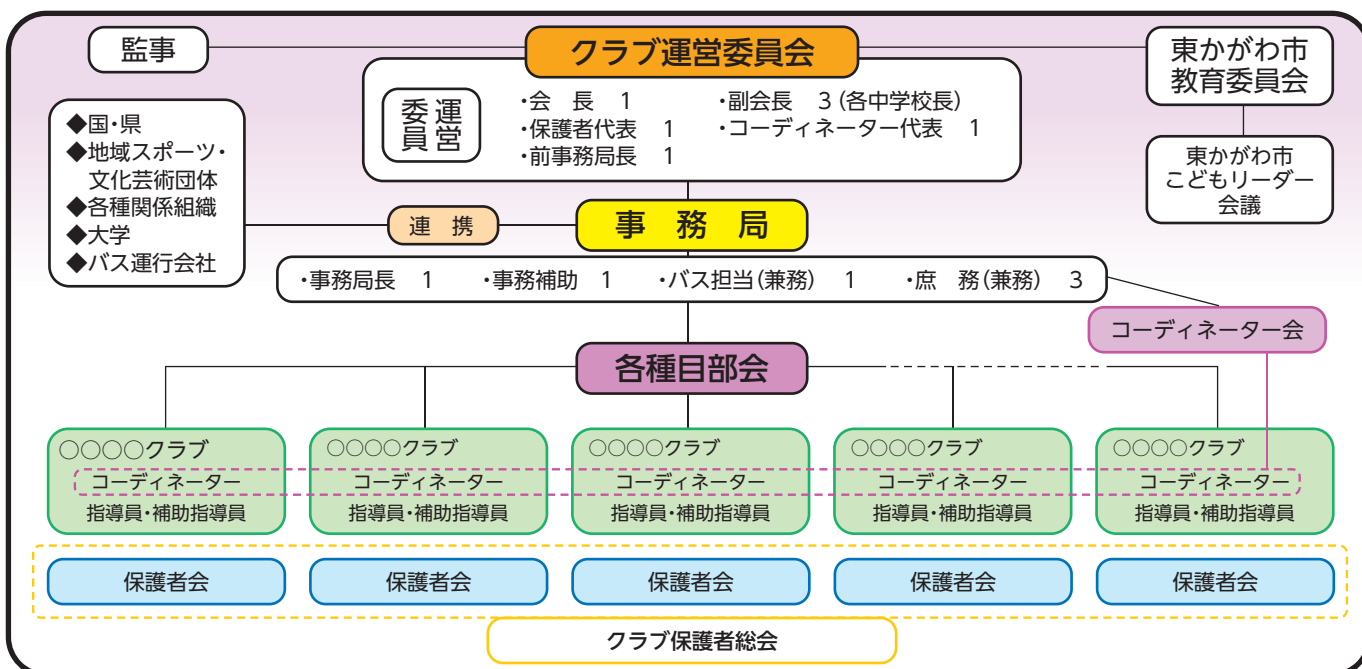 監事
クラブ運営委員会
東かがわ市
教育委員会
運営
委員
・会　長　1
・副会長　3 (各中学校長)
・保護者代表　1
・コーディネーター代表　1
・前事務局長　1
◆国・県
◆地域スポーツ・
文化芸術団体
◆各種関係組織
◆大学
◆バス運行会社
東かがわ市
こどもリーダー
会議
連　携
事　務　局
・事務局長　1
・事務補助　1
・バス担当(兼務)　1
・庶　務(兼務)　3
コーディネーター会
各種目部会
○○○○クラブ
コーディネーター
指導員・補助指導員
○○○○クラブ
コーディネーター
指導員・補助指導員
○○○○クラブ
コーディネーター
指導員・補助指導員
○○○○クラブ
コーディネーター
指導員・補助指導員
○○○○クラブ
コーディネーター
指導員・補助指導員
保護者会
保護者会
保護者会
保護者会
保護者会
クラブ保護者総会